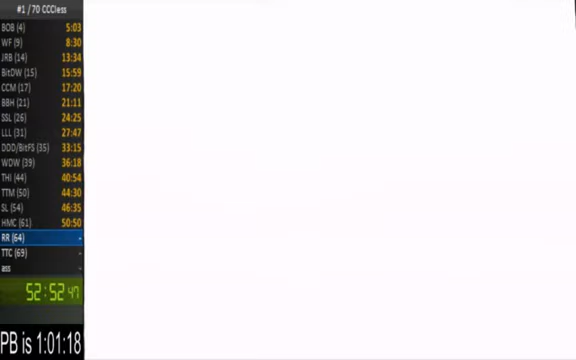 #1 / 70 CCCless
BOB (4) 5:03
WF (9) 8:30
JRB (14) 13:34
BitDW (15) 15:59
CCM (17) 17:20
BBH (21) 21:11
SSL (26) 24:25
LLL (31) 27:47
DDD/BitFS (35) 33:15
WDW (39) 36:18
THI (44) 40:54
TTM (50) 44:30
SL (54) 46:35
HMC (61) 50:50
RR (64) -
TTC (69) -
ass -
52:52 47
PB is 1:01:18